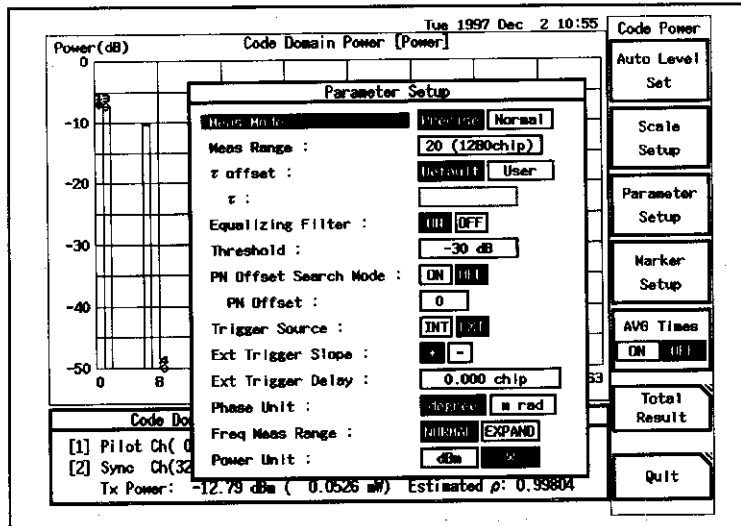 Tue 1997 Dec 2 10:55
Power(dB)
Code Domain Power [Power]
0
-10
-20
-30
-40
-50
0
8
63
Parameter Setup
Meas Mode
Precise Normal
Meas Range :
20 (1280chip)
τ offset :
Default User
τ :
Equalizing Filter :
ON OFF
Threshold :
-30 dB
PN Offset Search Mode :
ON OFF
PN Offset :
0
Trigger Source :
INT EXT
Ext Trigger Slope :
+ -
Ext Trigger Delay :
0.000 chip
Phase Unit :
degree m rad
Freq Meas Range :
NORMAL EXPAND
Power Unit :
dBm %
Code Do
[1] Pilot Ch( 0
[2] Sync Ch(32
Tx Power: -12.79 dBm ( 0.0526 mW) Estimated ρ: 0.99804
Code Power
Auto Level
Set
Scale
Setup
Parameter
Setup
Marker
Setup
AVG Times
ON OFF
Total
Result
Quit